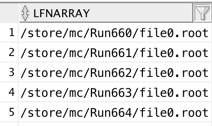 LFNARRAY
1 /store/mc/Run660/file0.root
2 /store/mc/Run661/file0.root
3 /store/mc/Run662/file0.root
4 /store/mc/Run663/file0.root
5 /store/mc/Run664/file0.root